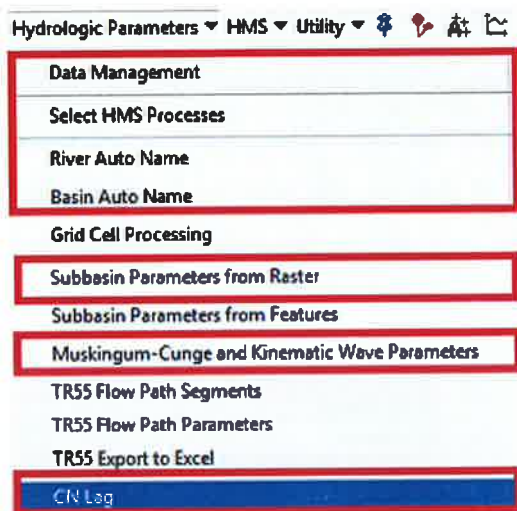 Hydrologic Parameters HMS Utility
Data Management
Select HMS Processes
River Auto Name
Basin Auto Name
Grid Cell Processing
Subbasin Parameters from Raster
Subbasin Parameters from Features
Muskingum-Cunge and Kinematic Wave Parameters
TR55 Flow Path Segments
TR55 Flow Path Parameters
TR55 Export to Excel
CN Lag